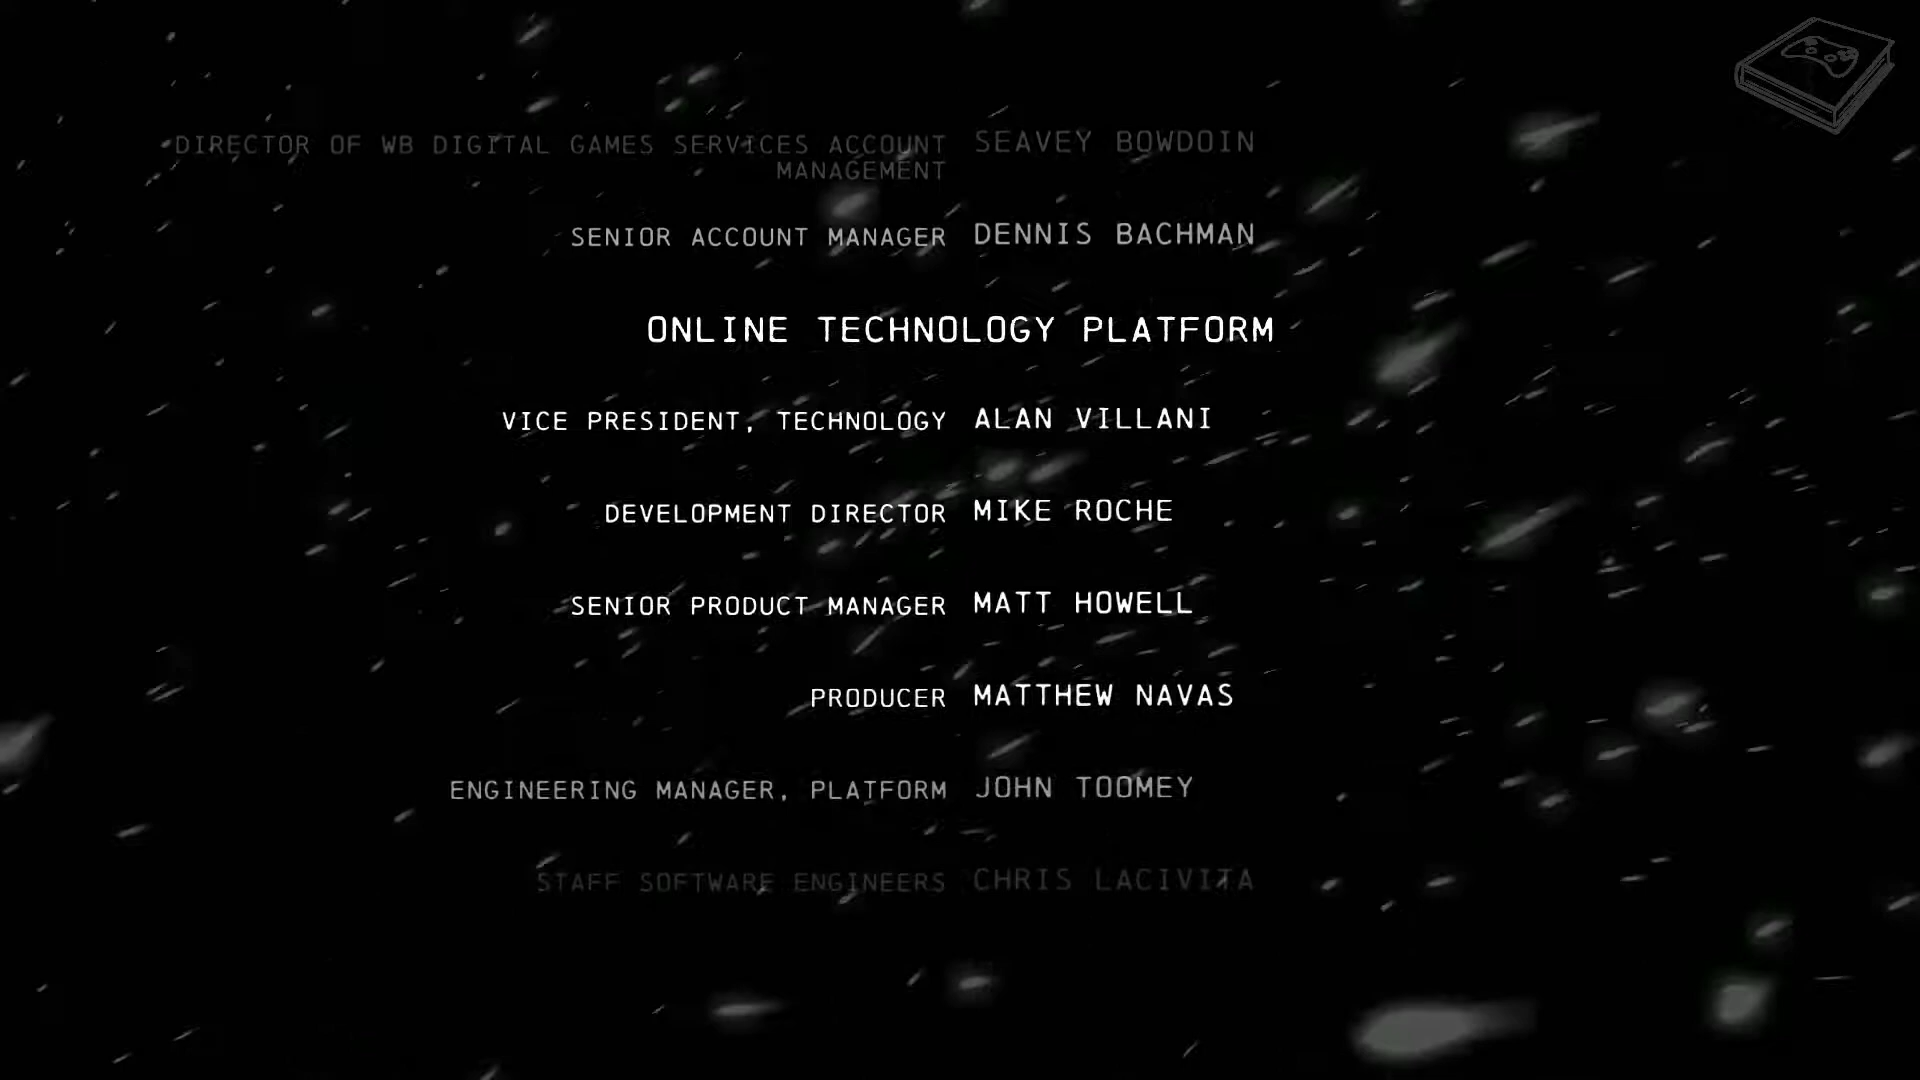 DIRECTOR OF WB DIGITAL GAMES SERVICES ACCOUNT MANAGEMENT SEAVEY BOWDOIN
SENIOR ACCOUNT MANAGER DENNIS BACHMAN
ONLINE TECHNOLOGY PLATFORM
VICE PRESIDENT, TECHNOLOGY ALAN VILLANI
DEVELOPMENT DIRECTOR MIKE ROCHE
SENIOR PRODUCT MANAGER MATT HOWELL
PRODUCER MATTHEW NAVAS
ENGINEERING MANAGER, PLATFORM JOHN TOOMEY
STAFF SOFTWARE ENGINEERS CHRIS LACIVITA